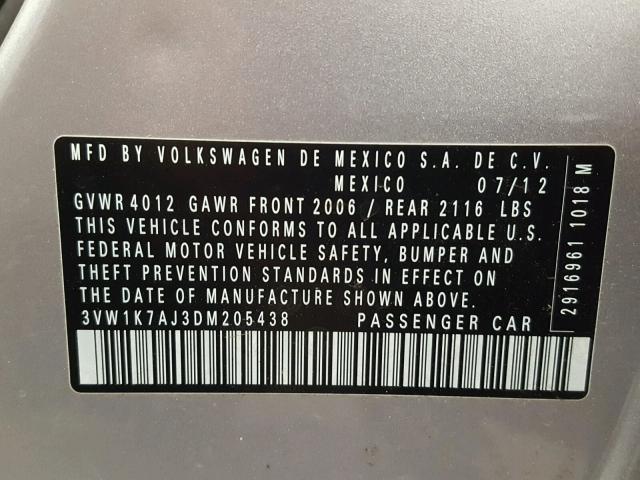 MFD BY VOLKSWAGEN DE MEXICO S.A. DE C.V.
MEXICO 07/12
GVWR 4012 GAWR FRONT 2006 / REAR 2116 LBS
THIS VEHICLE CONFORMS TO ALL APPLICABLE U.S.
FEDERAL MOTOR VEHICLE SAFETY, BUMPER AND
THEFT PREVENTION STANDARDS IN EFFECT ON
THE DATE OF MANUFACTURE SHOWN ABOVE.
3VW1K7AJ3DM205438 PASSENGER CAR
2916961 1018 M